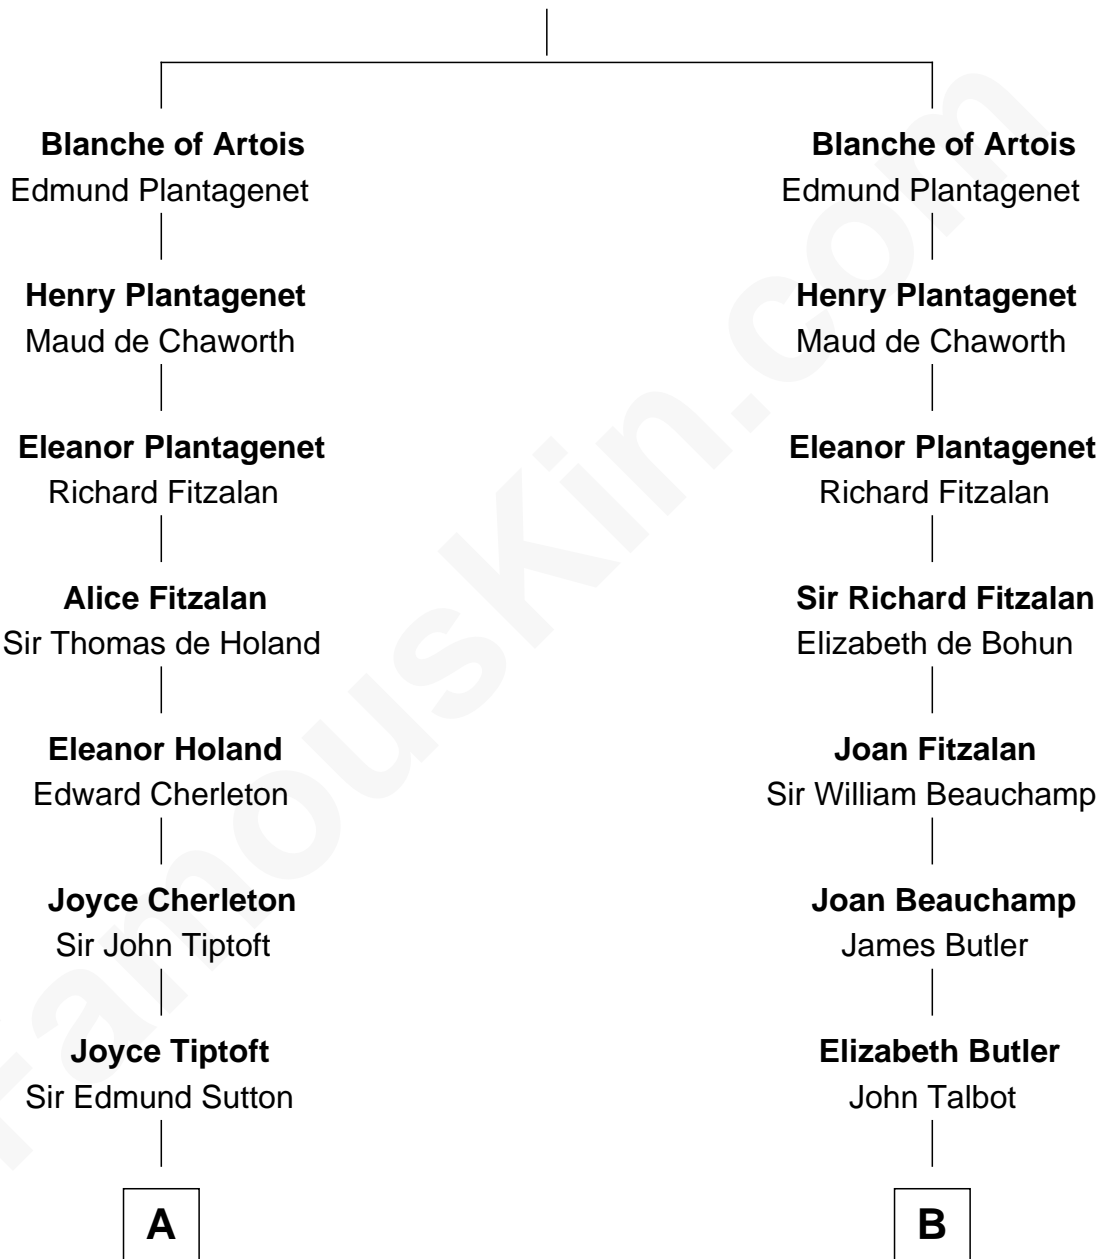 Blanche of Artois
Edmund Plantagenet
Henry Plantagenet
Maud de Chaworth
Eleanor Plantagenet
Richard Fitzalan
Alice Fitzalan
Sir Thomas de Holand
Eleanor Holand
Edward Cherleton
Joyce Cherleton
Sir John Tiptoft
Joyce Tiptoft
Sir Edmund Sutton
A
Blanche of Artois
Edmund Plantagenet
Henry Plantagenet
Maud de Chaworth
Eleanor Plantagenet
Richard Fitzalan
Sir Richard Fitzalan
Elizabeth de Bohun
Joan Fitzalan
Sir William Beauchamp
Joan Beauchamp
James Butler
Elizabeth Butler
John Talbot
B
FamousKin.com